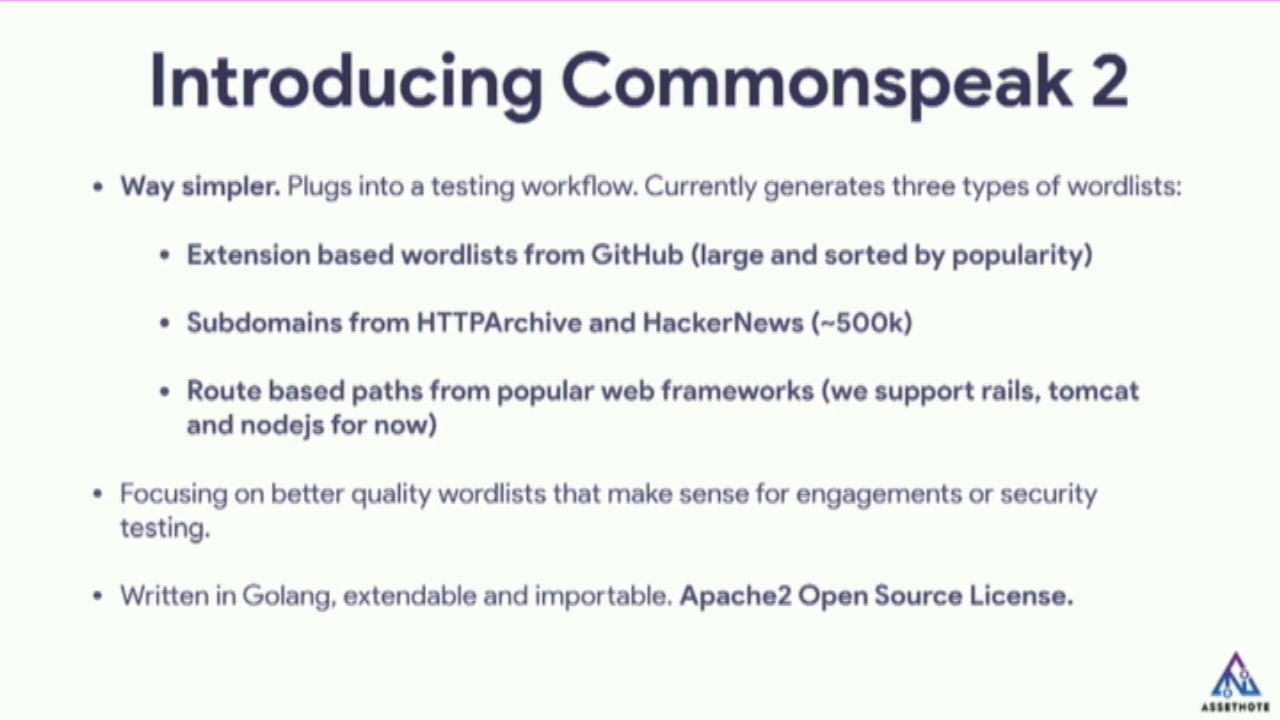 Introducing Commonspeak 2
• Way simpler. Plugs into a testing workflow. Currently generates three types of wordlists:
• Extension based wordlists from GitHub (large and sorted by popularity)
• Subdomains from HTTPArchive and HackerNews (~500k)
• Route based paths from popular web frameworks (we support rails, tomcat
and nodejs for now)
• Focusing on better quality wordlists that make sense for engagements or security
testing.
• Written in Golang, extendable and importable. Apache2 Open Source License.
ASSETNOTE